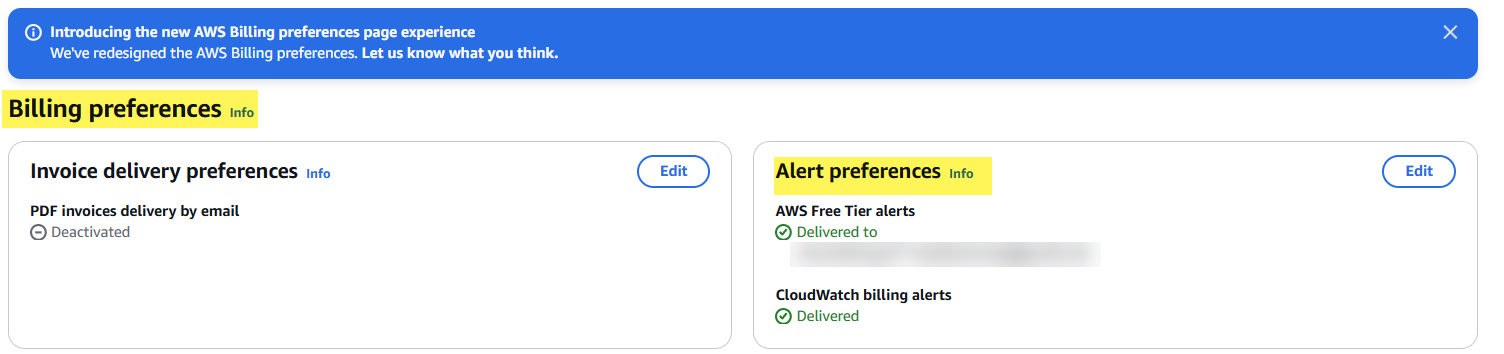 Introducing the new AWS Billing preferences page experience
We've redesigned the AWS Billing preferences. Let us know what you think.
Billing preferences Info
Invoice delivery preferences Info
Edit
PDF invoices delivery by email
Deactivated
Alert preferences Info
Edit
AWS Free Tier alerts
Delivered to
CloudWatch billing alerts
Delivered